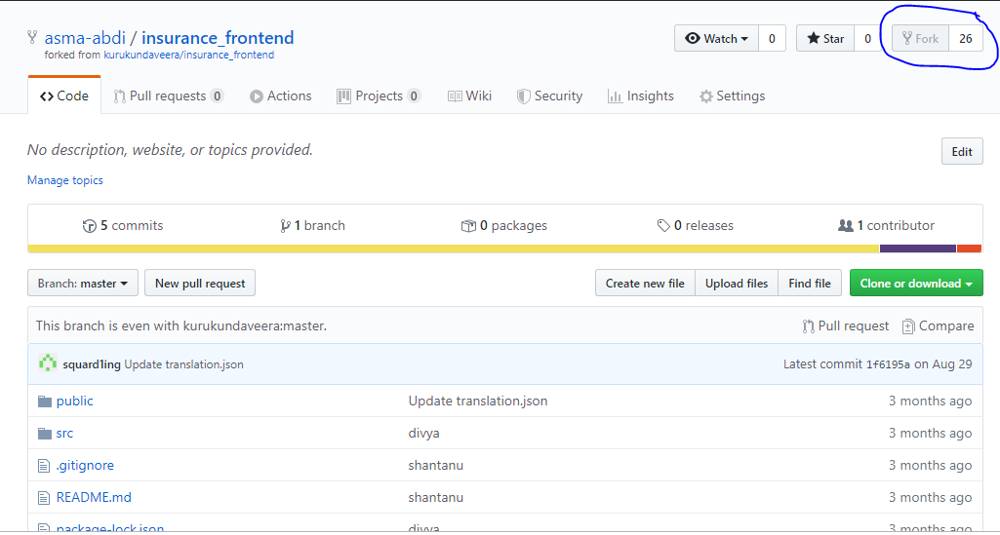 asma-abdi / insurance_frontend
forked from kurukundaveera/insurance_frontend
Watch 0 Star 0 Fork 26
Code Pull requests 0 Actions Projects 0 Wiki Security Insights Settings
No description, website, or topics provided.
Edit
Manage topics
5 commits 1 branch 0 packages 0 releases 1 contributor
Branch: master New pull request Create new file Upload files Find file Clone or download
This branch is even with kurukundaveera:master. Pull request Compare
squard1ing Update translation.json Latest commit 1f6195a on Aug 29
public Update translation.json 3 months ago
src divya 3 months ago
.gitignore shantanu 3 months ago
README.md shantanu 3 months ago
package-lock.json divya 3 months ago